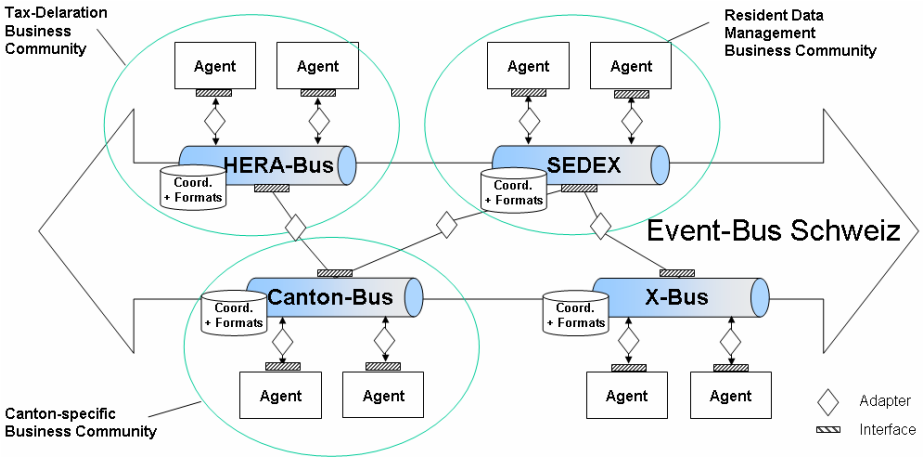 Tax-Delaration
Business
Community
Resident Data
Management
Business Community
Agent
Agent
Agent
Agent
HERA-Bus
SEDEX
Coord.
+ Formats
Coord.
+ Formats
Event-Bus Schweiz
Canton-Bus
X-Bus
Coord.
+ Formats
Coord.
+ Formats
Agent
Agent
Agent
Agent
Canton-specific
Business Community
Adapter
Interface